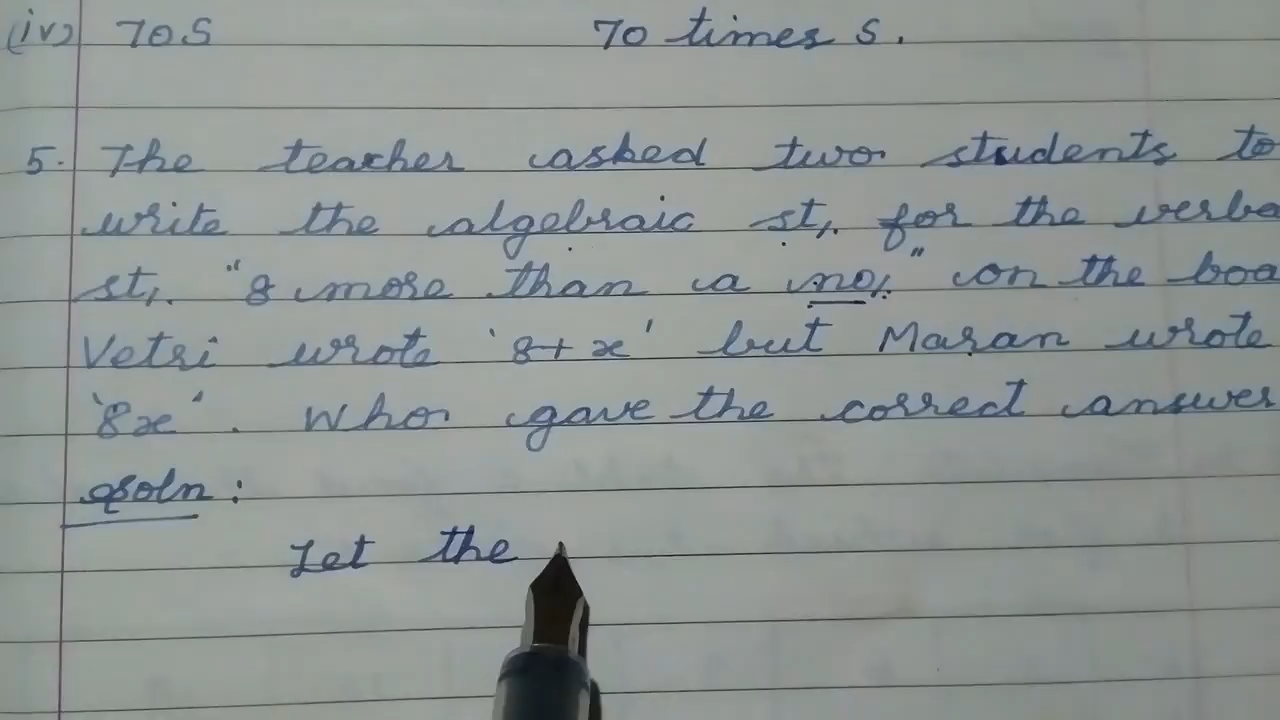 (iv) 70S 70 times s.
5. The teacher asked two students to
write the algebraic st,. for the verba
st,. "8 more than a no,." on the boa
Vetri wrote '8+x' but Maran wrote
'8x'. Who gave the correct answer
soln:
Let the